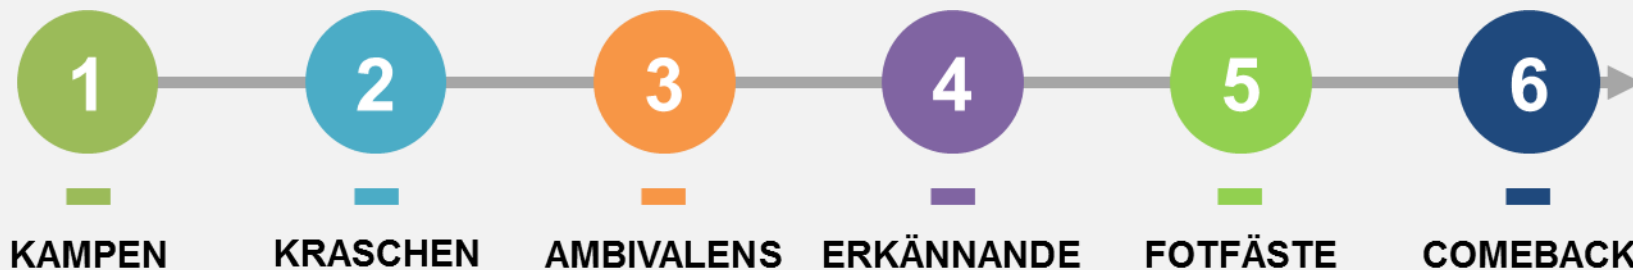 1 2 3 4 5 6
KAMPEN KRASCHEN AMBIVALENS ERKÄNNANDE FOTFÄSTE COMEBACK